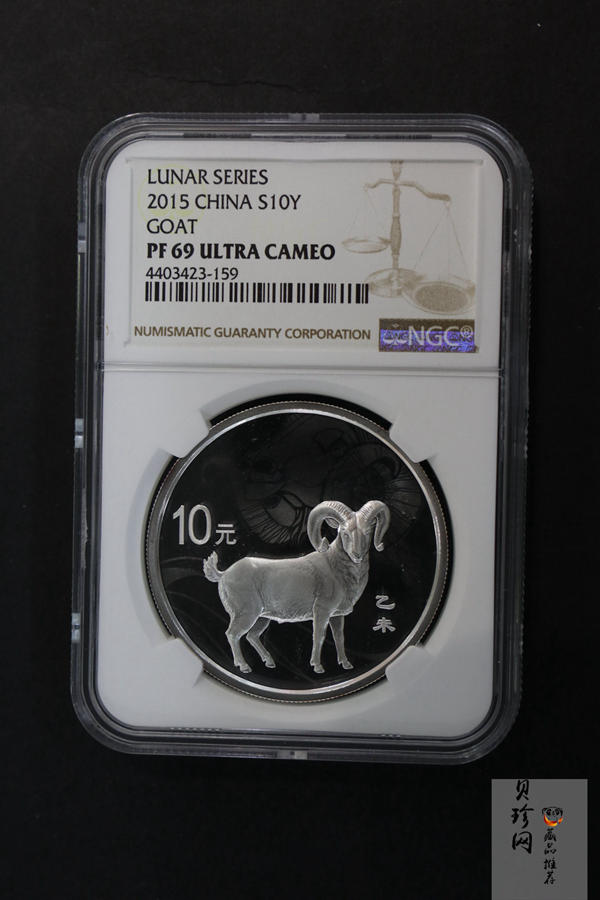 LUNAR SERIES
2015 CHINA S10Y
GOAT
PF 69 ULTRA CAMEO
4403423-159
NUMISMATIC GUARANTY CORPORATION
NGC®
10元
乙未
贝珍网
藏品推荐